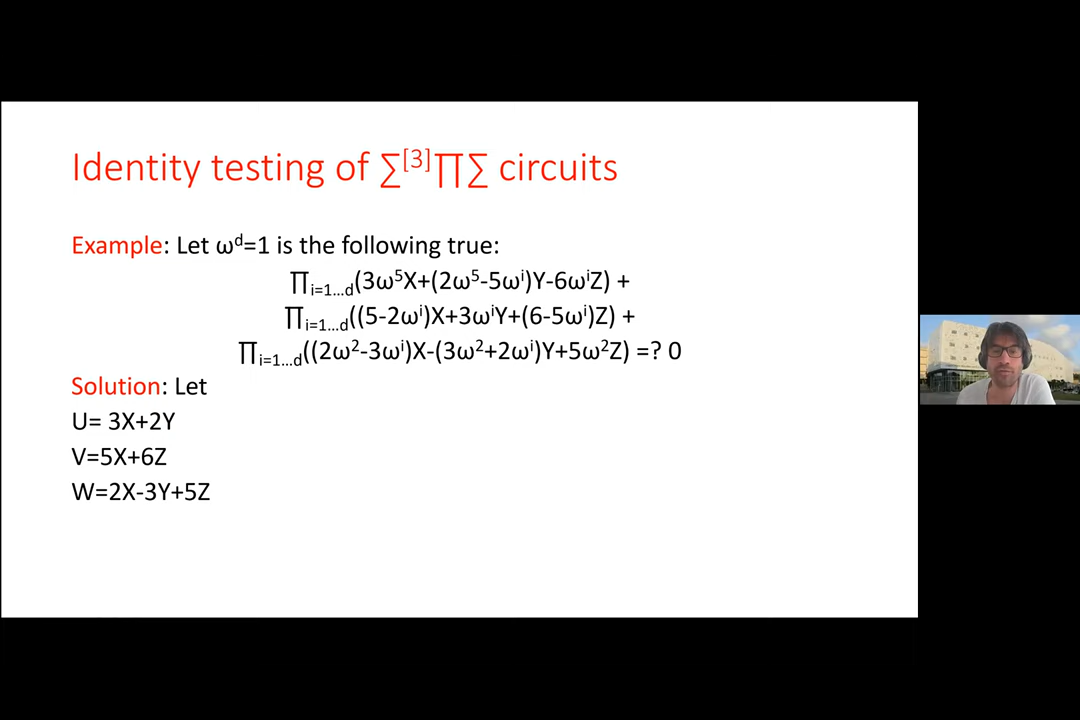 Identity testing of ∑[3]∏∑ circuits
Example: Let ωd=1 is the following true:
∏i=1…d(3ω5X+(2ω5-5ωi)Y-6ωiZ) +
∏i=1…d((5-2ωi)X+3ωiY+(6-5ωi)Z) +
∏i=1…d((2ω2-3ωi)X-(3ω2+2ωi)Y+5ω2Z) =? 0
Solution: Let
U= 3X+2Y
V=5X+6Z
W=2X-3Y+5Z